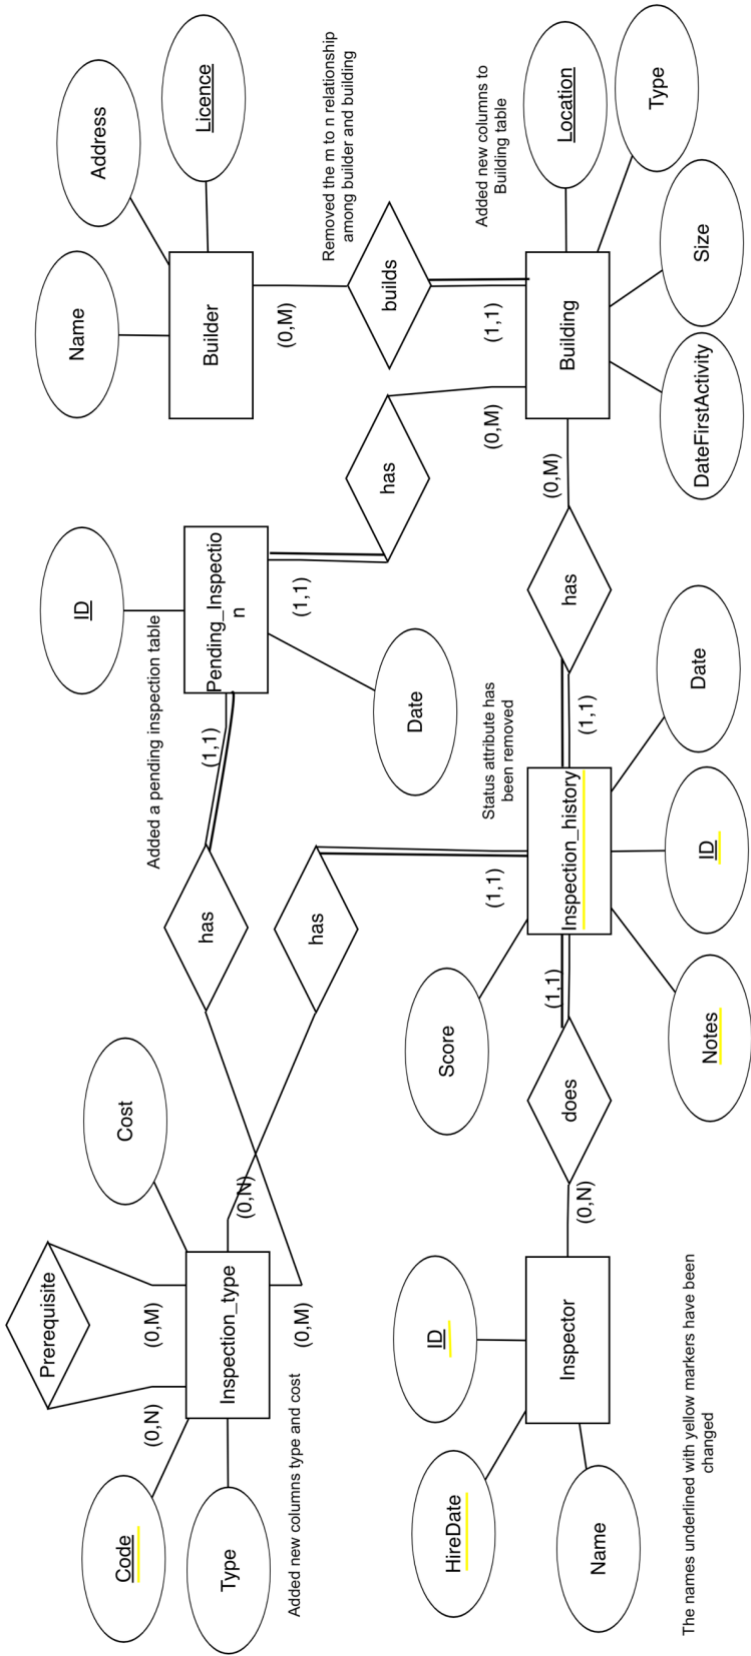 Code
Type
Prerequisite
(0,N)
(0,M)
Inspection_type
Cost
(0,N)
(0,M)
Added new columns type and cost
has
has
(1,1)
Added a pending inspection table
ID
Pending_Inspectio
n
(1,1)
Date
has
(0,M)
Name
Address
Licence
Builder
(0,M)
builds
(1,1)
Removed the m to n relationship
among builder and building
Added new columns to
Building table
Building
Location
Type
Size
DateFirstActivity
(0,M)
has
(1,1)
Status attribute has
been removed
(1,1)
Inspection_history
Date
ID
Notes
Score
(1,1)
does
(0,N)
Inspector
ID
HireDate
Name
The names underlined with yellow markers have been
changed